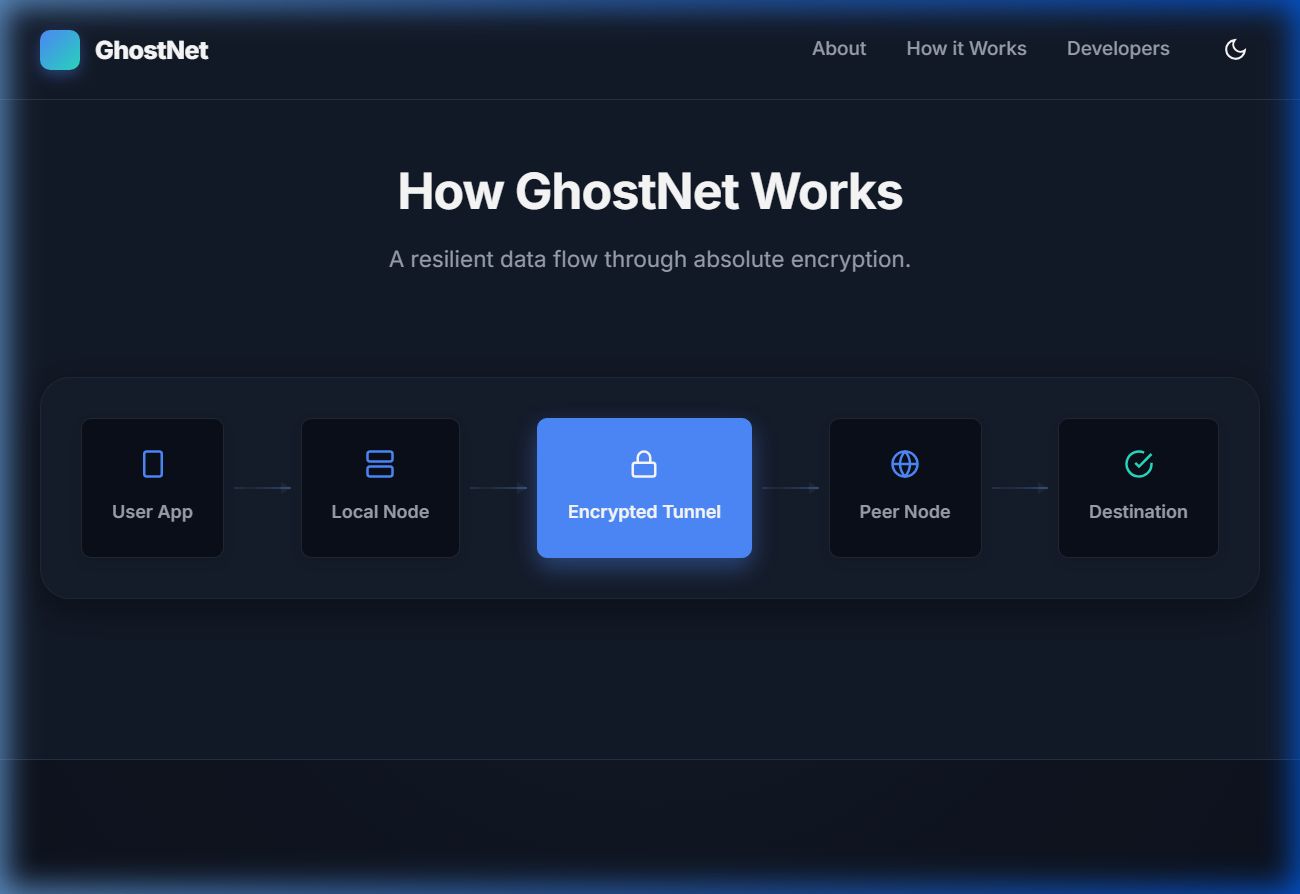 GhostNet
About
How it Works
Developers
How GhostNet Works
A resilient data flow through absolute encryption.
User App
Local Node
Encrypted Tunnel
Peer Node
Destination